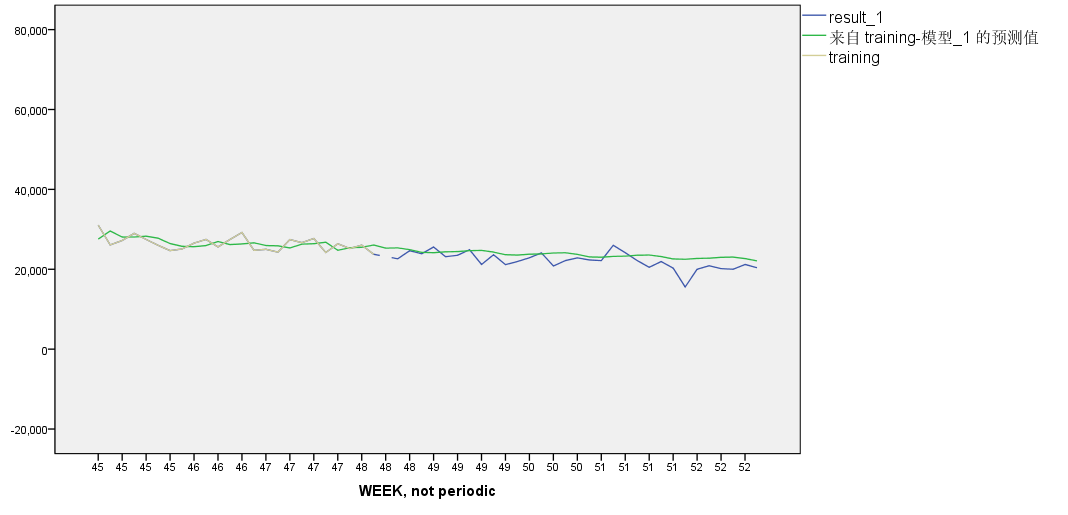 80,000
60,000
40,000
20,000
0
-20,000
45 45 45 45 46 46 46 47 47 47 47 48 48 48 49 49 49 49 50 50 50 51 51 51 51 52 52 52
WEEK, not periodic
result_1
来自 training-模型_1 的预测值
training